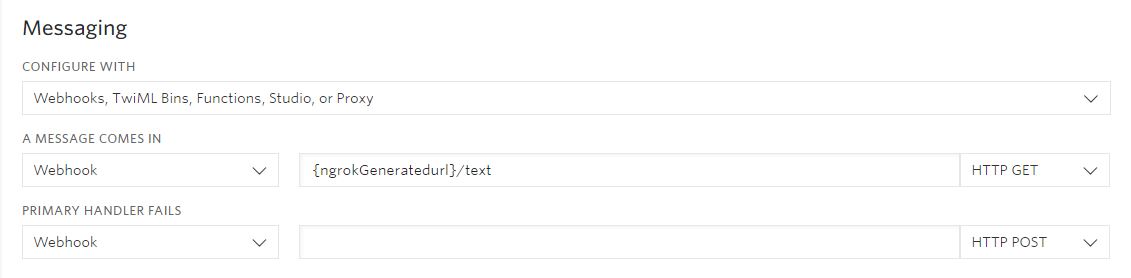 Messaging
CONFIGURE WITH
Webhooks, TwiML Bins, Functions, Studio, or Proxy
A MESSAGE COMES IN
Webhook {ngrokGeneratedurl}/text HTTP GET
PRIMARY HANDLER FAILS
Webhook HTTP POST